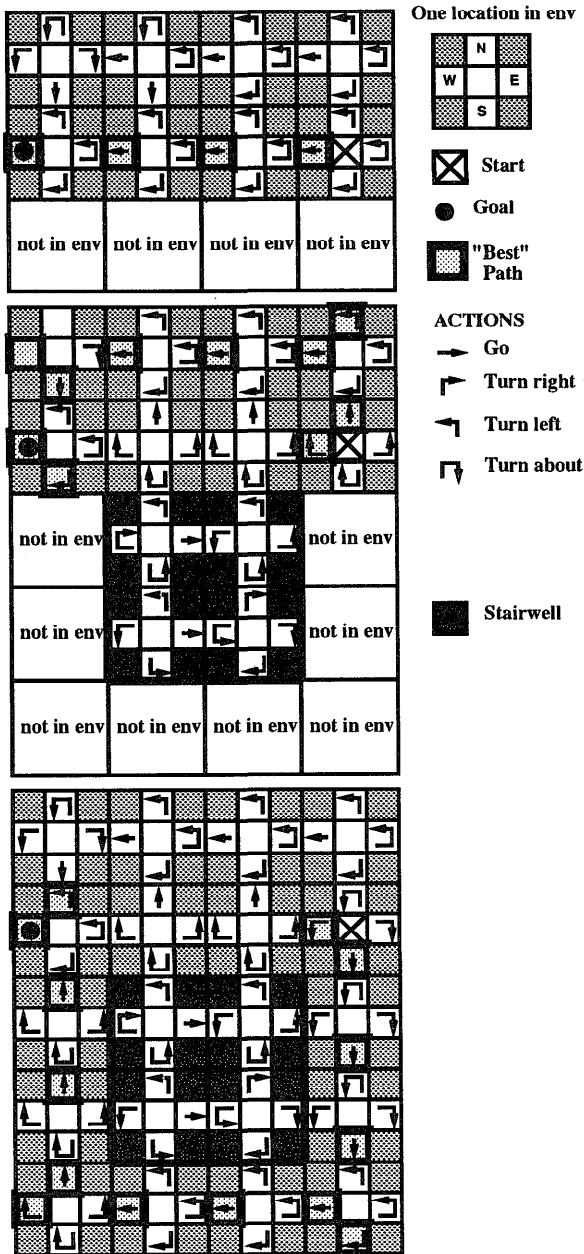 One location in env
N
W E
S
Start
Goal
"Best"
Path
ACTIONS
Go
Turn right
Turn left
Turn about
Stairwell
not in env not in env not in env not in env
not in env not in env
not in env not in env
not in env not in env not in env not in env